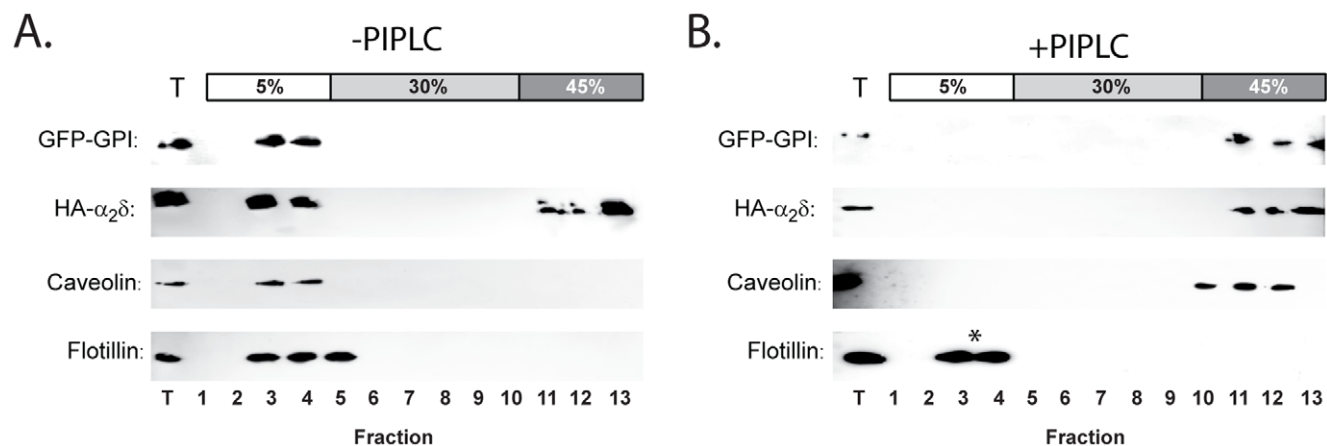 A.
-PIPLC
T 5% 30% 45%
GFP-GPI:
HA-α₂δ:
Caveolin:
Flotillin:
T 1 2 3 4 5 6 7 8 9 10 11 12 13
Fraction
B.
+PIPLC
T 5% 30% 45%
GFP-GPI:
HA-α₂δ:
Caveolin:
Flotillin:
*
T 1 2 3 4 5 6 7 8 9 10 11 12 13
Fraction